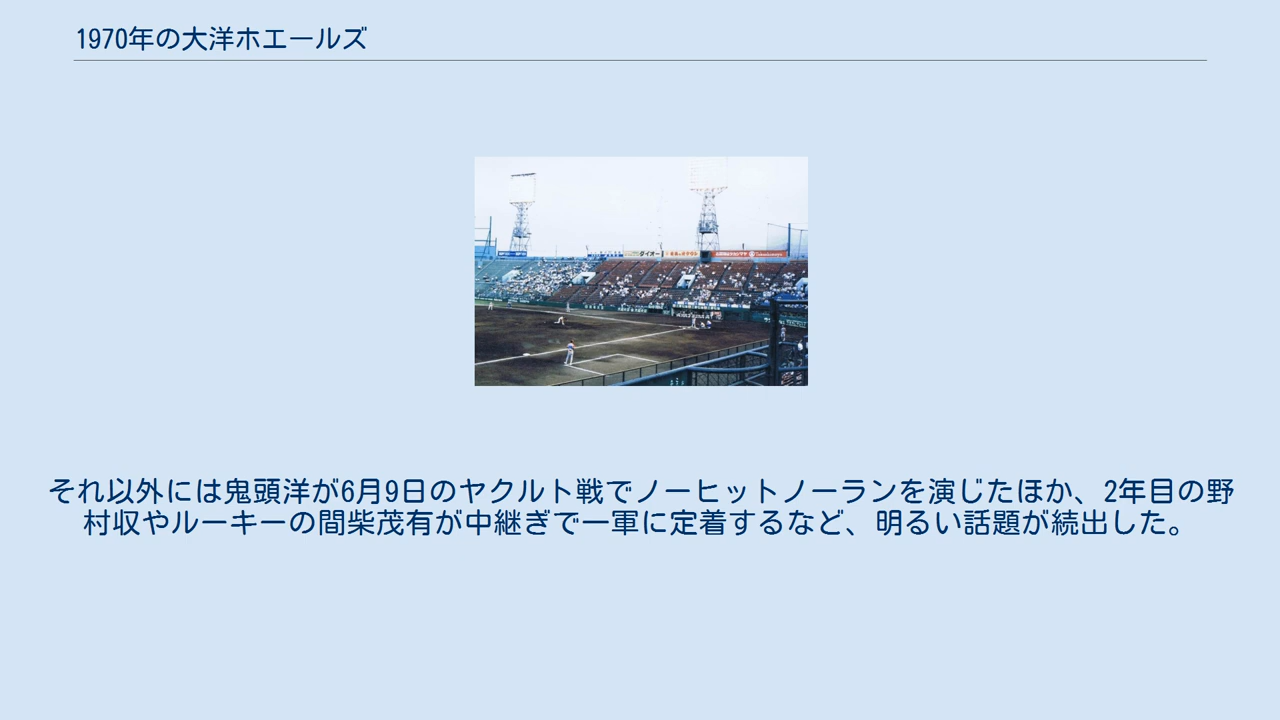 1970年の大洋ホエールズ
ダイオー
それ以外には鬼頭洋が6月9日のヤクルト戦でノーヒットノーランを演じたほか、2年目の野
村収やルーキーの間柴茂有が中継ぎで一軍に定着するなど、明るい話題が続出した。